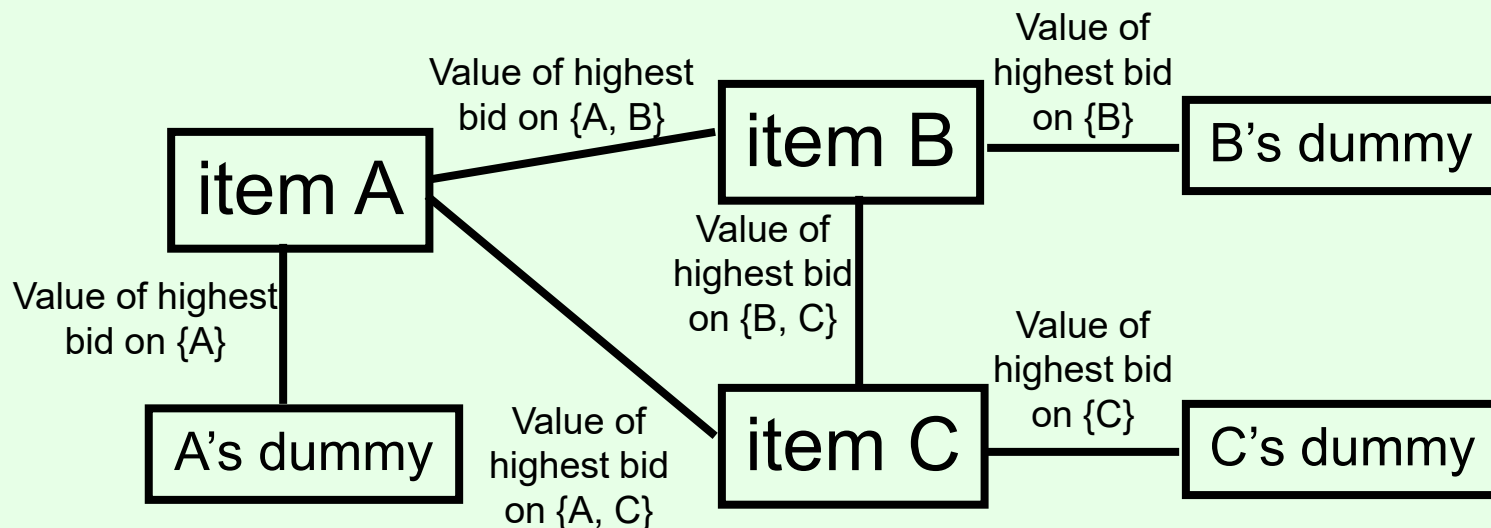 Value of highest
bid on {A, B}
Value of
highest bid
on {B}
item A
item B
B’s dummy
Value of highest
bid on {A}
Value of
highest bid
on {B, C}
Value of
highest bid
on {C}
A’s dummy
Value of
highest bid
on {A, C}
item C
C’s dummy